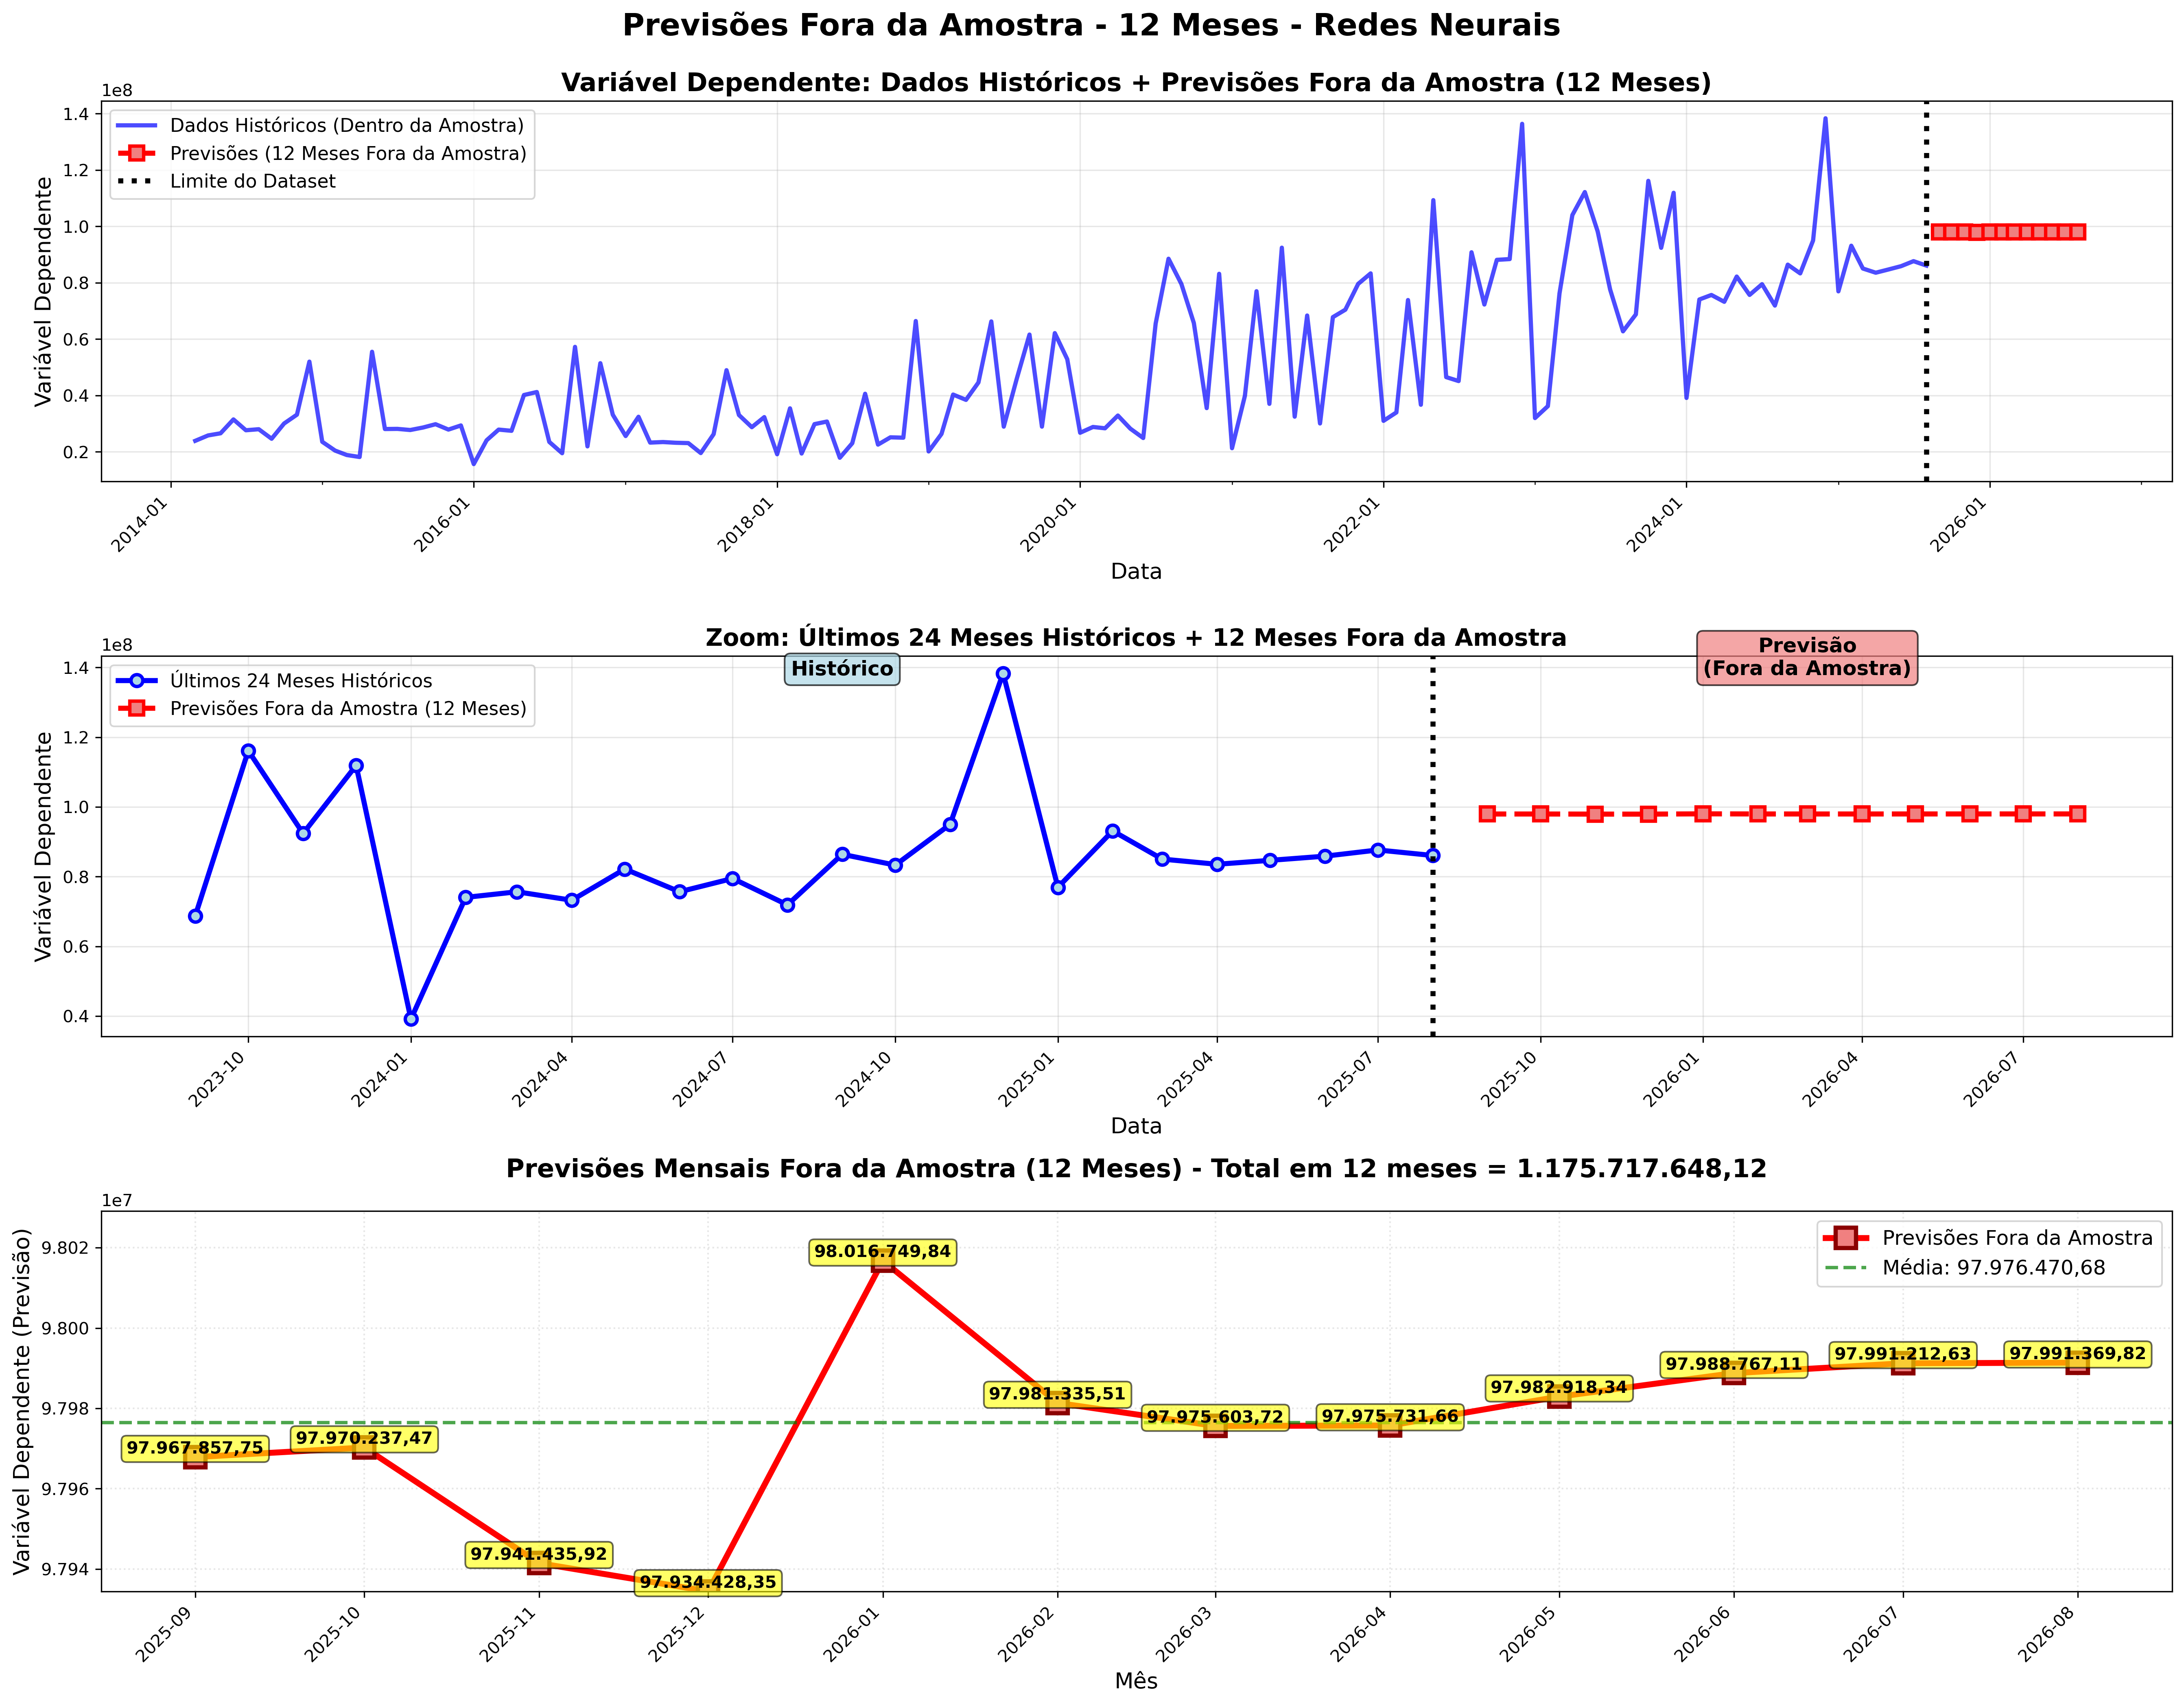 Previsões Fora da Amostra - 12 Meses - Redes Neurais
Variável Dependente: Dados Históricos + Previsões Fora da Amostra (12 Meses)
1e8
Dados Históricos (Dentro da Amostra)
Previsões (12 Meses Fora da Amostra)
Limite do Dataset
Variável Dependente
1.4
1.2
1.0
0.8
0.6
0.4
0.2
2014-01
2016-01
2018-01
2020-01
2022-01
2024-01
2026-01
Data
Zoom: Últimos 24 Meses Históricos + 12 Meses Fora da Amostra
1e8
Últimos 24 Meses Históricos
Previsões Fora da Amostra (12 Meses)
Histórico
Previsão
(Fora da Amostra)
Variável Dependente
1.4
1.2
1.0
0.8
0.6
0.4
2023-10
2024-01
2024-04
2024-07
2024-10
2025-01
2025-04
2025-07
2025-10
2026-01
2026-04
2026-07
Data
Previsões Mensais Fora da Amostra (12 Meses) - Total em 12 meses = 1.175.717.648,12
1e7
Previsões Fora da Amostra
Média: 97.976.470,68
Variável Dependente (Previsão)
9.802
9.800
9.798
9.796
9.794
97.967.857,75
97.970.237,47
97.941.435,92
97.934.428,35
98.016.749,84
97.981.335,51
97.975.603,72
97.975.731,66
97.982.918,34
97.988.767,11
97.991.212,63
97.991.369,82
2025-09
2025-10
2025-11
2025-12
2026-01
2026-02
2026-03
2026-04
2026-05
2026-06
2026-07
2026-08
Mês